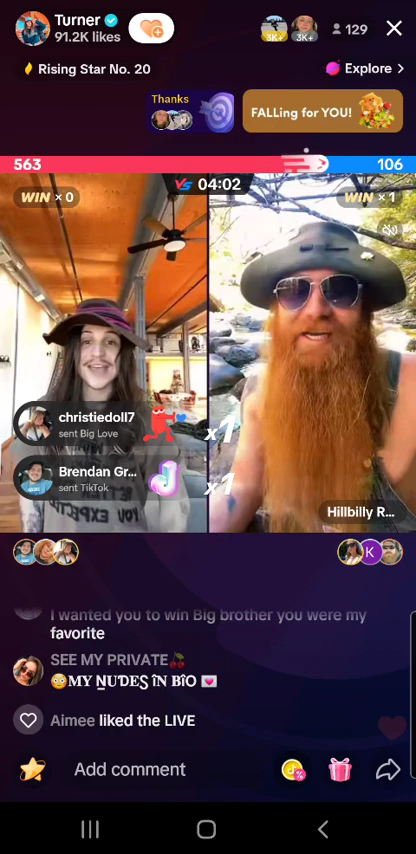 Turner
91.2K likes
3K+
3K+
129
Rising Star No. 20
Explore >
Thanks
FALLing for YOU!
563
106
VS 04:02
WIN × 0
WIN × 1
christiedoll7
sent Big Love
x1
Brendan Gr...
sent TikTok
x1
Hillbilly R...
K
I wanted you to win Big brother you were my
favorite
SEE MY PRIVATE🍒
😳MY NUDES IN BIO 💌
Aimee liked the LIVE
Add comment